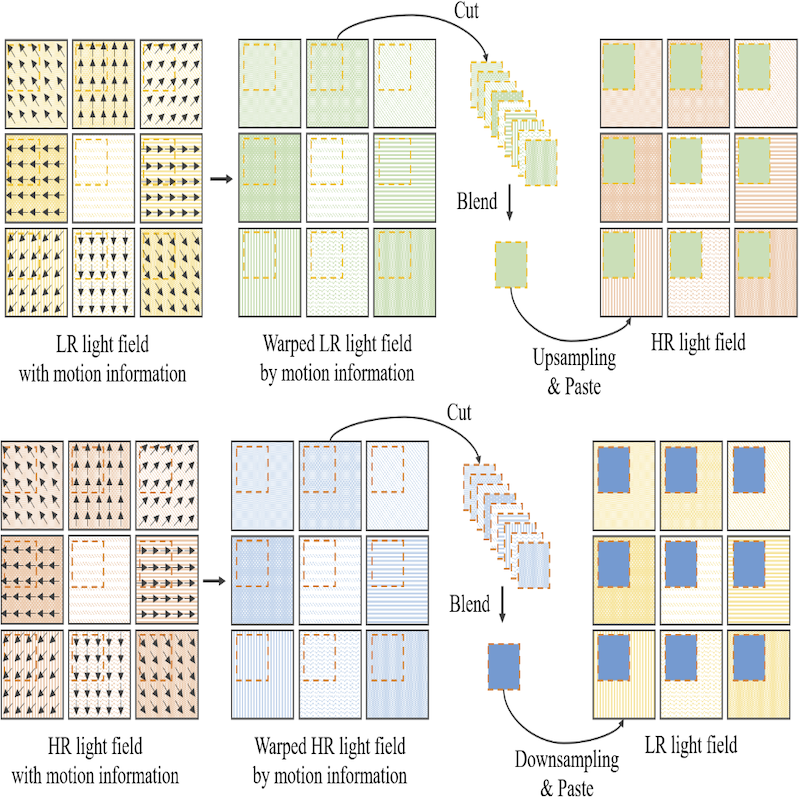 Cut
Blend
LR light field
with motion information
Warped LR light field
by motion information
Upsampling
& Paste
HR light field
Cut
Blend
HR light field
with motion information
Warped HR light field
by motion information
Downsampling
& Paste
LR light field